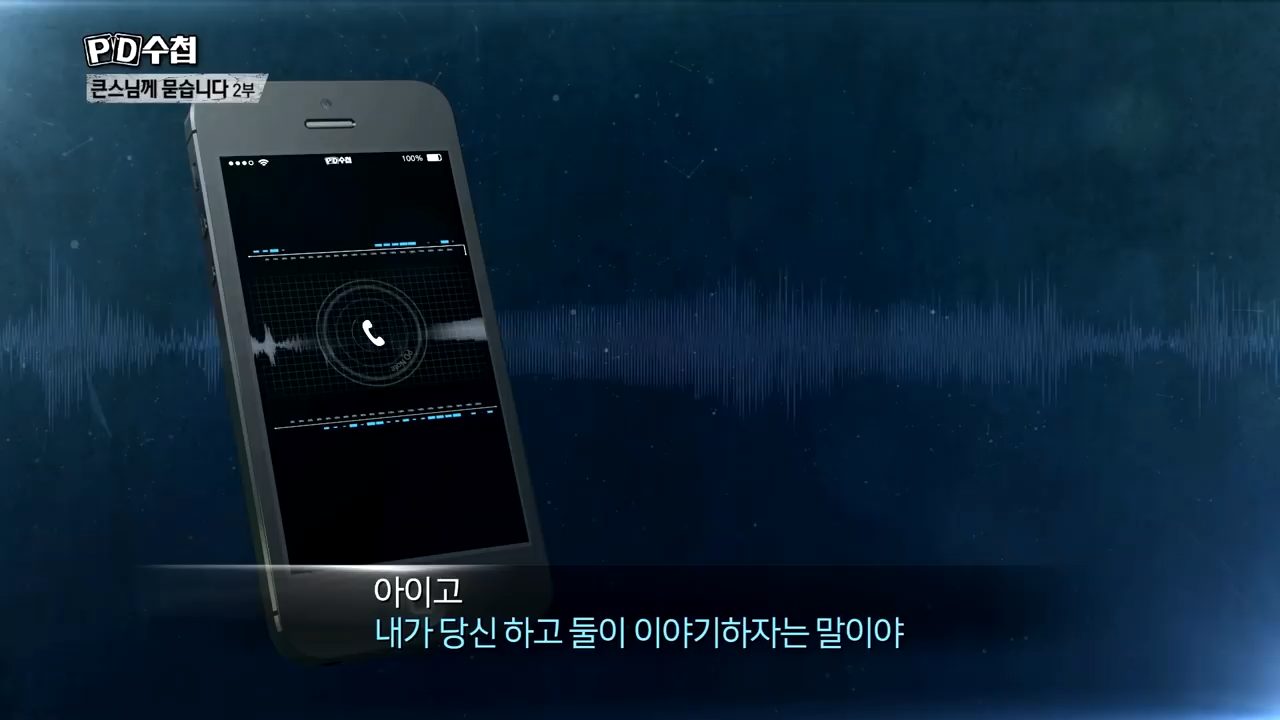 PD수첩
큰스님께 묻습니다 2부
PD수첩
100%
PD Note
아이고
내가 당신 하고 둘이 이야기하자는 말이야